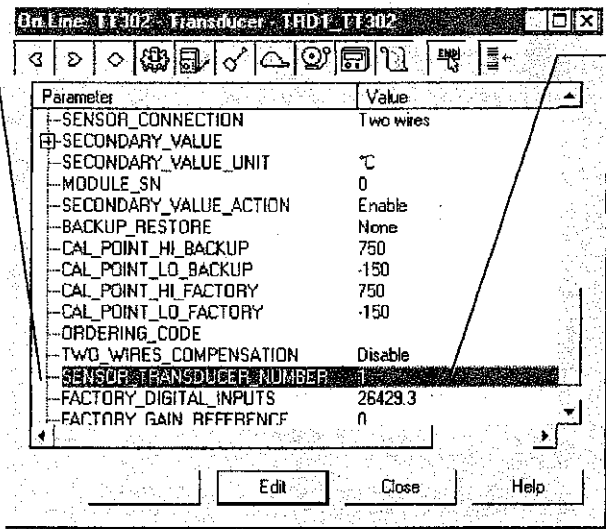 On Line: TT302 - Transducer - TRD1_TT302
Parameter Value
SENSOR_CONNECTION Two wires
SECONDARY_VALUE
SECONDARY_VALUE_UNIT °C
MODULE_SN 0
SECONDARY_VALUE_ACTION Enable
BACKUP_RESTORE None
CAL_POINT_HI_BACKUP 750
CAL_POINT_LO_BACKUP -150
CAL_POINT_HI_FACTORY 750
CAL_POINT_LO_FACTORY -150
ORDERING_CODE
TWO_WIRES_COMPENSATION Disable
SENSOR_TRANSDUCER_NUMBER 1
FACTORY_DIGITAL_INPUTS 26429.3
FACTORY_GAIN_REFERENCE 0
Edit Close Help